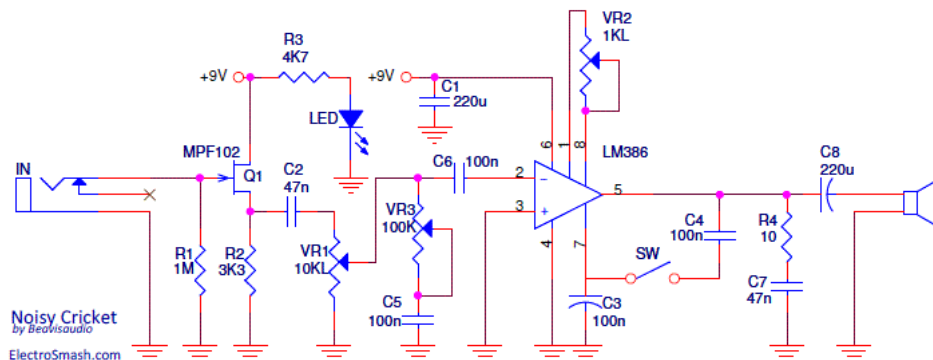 R3
4K7
+9V
LED
+9V
C1
220u
VR2
1KL
6
1
8
LM386
MPF102
Q1
IN
C2
47n
C6
100n
2
3
5
4
7
C8
220u
VR3
100K
C4
100n
R4
10
SW
R1
1M
R2
3K3
VR1
10KL
C5
100n
C3
100n
C7
47n
Noisy Cricket
by Beavisaudio
ElectroSmash.com